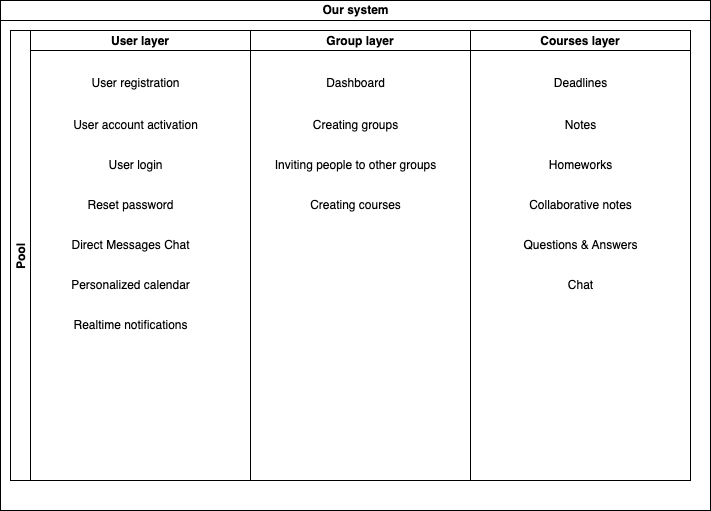 Our system
Pool
User layer
User registration
User account activation
User login
Reset password
Direct Messages Chat
Personalized calendar
Realtime notifications
Group layer
Dashboard
Creating groups
Inviting people to other groups
Creating courses
Courses layer
Deadlines
Notes
Homeworks
Collaborative notes
Questions & Answers
Chat